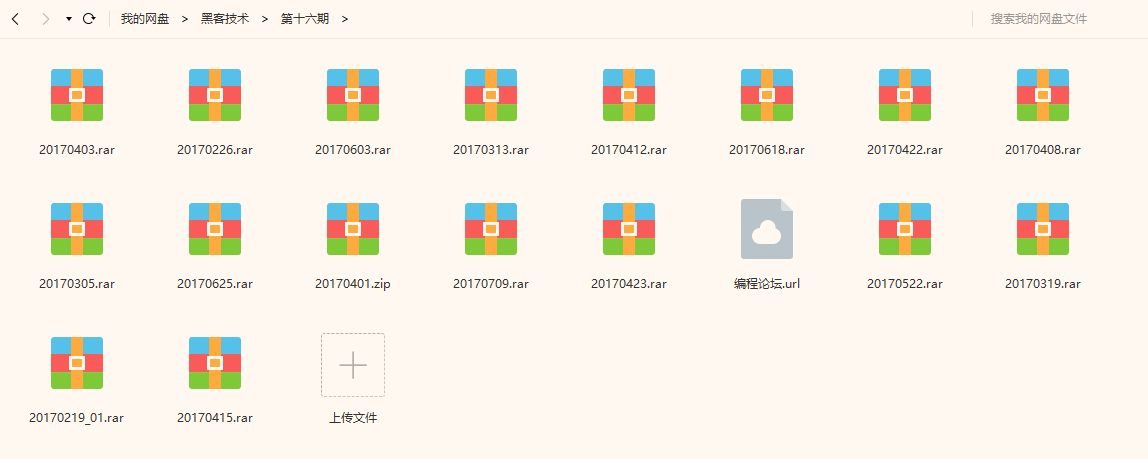 我的网盘 > 黑客技术 > 第十六期 >
搜索我的网盘文件
20170403.rar 20170226.rar 20170603.rar 20170313.rar 20170412.rar 20170618.rar 20170422.rar 20170408.rar
20170305.rar 20170625.rar 20170401.zip 20170709.rar 20170423.rar 编程论坛.url 20170522.rar 20170319.rar
20170219_01.rar 20170415.rar 上传文件